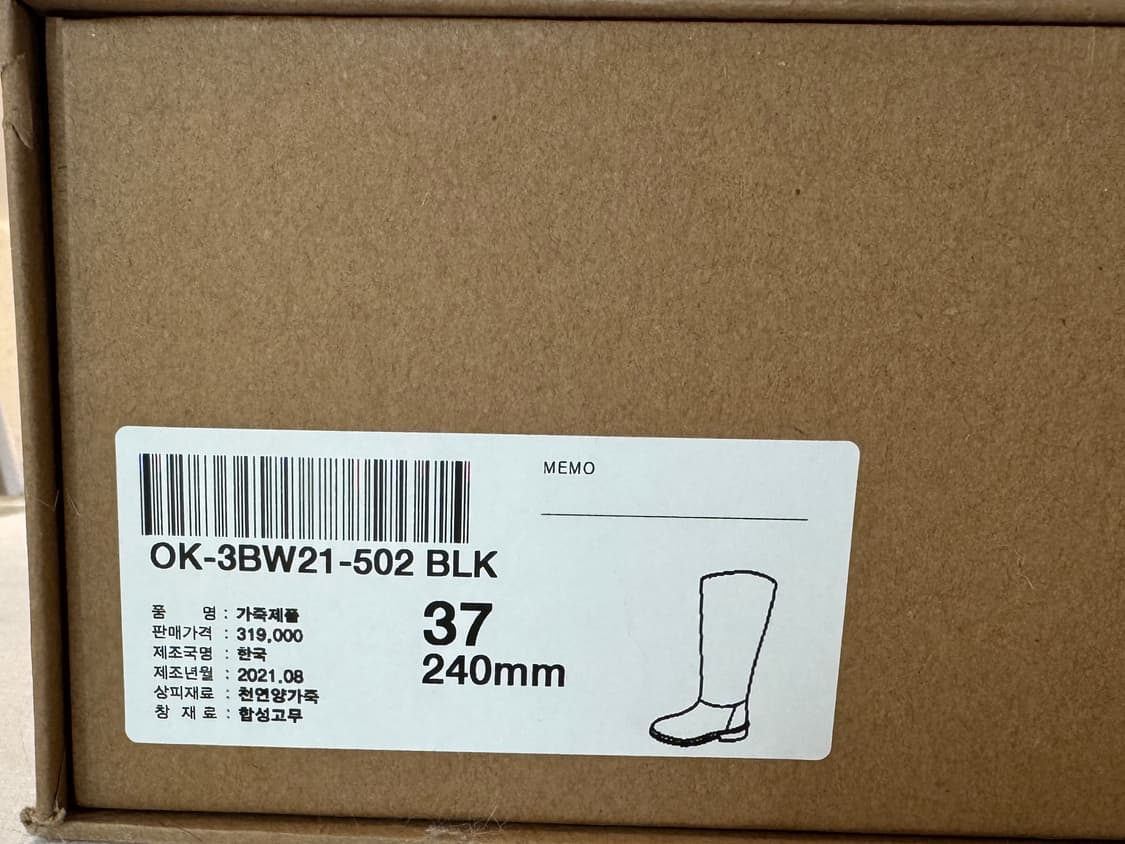 MEMO
OK-3BW21-502 BLK
품 명 : 가죽제품
판매가격 : 319,000
제조국명 : 한국
제조년월 : 2021.08
상피재료 : 천연양가죽
창 재 료 : 합성고무
37
240mm